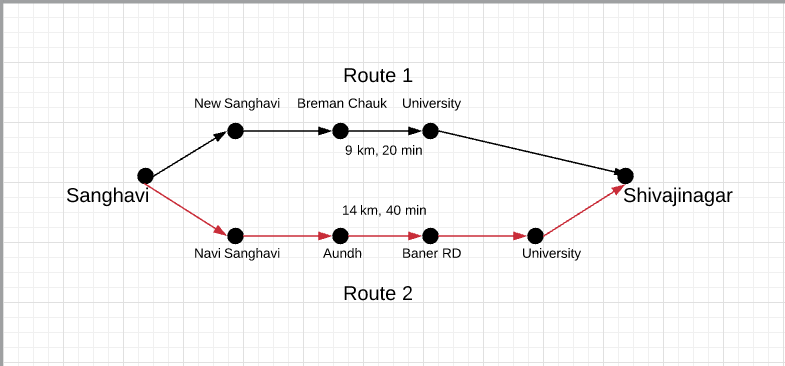 Route 1
New Sanghavi
Breman Chauk
University
9 km, 20 min
Sanghavi
Shivajinagar
14 km, 40 min
Navi Sanghavi
Aundh
Baner RD
University
Route 2